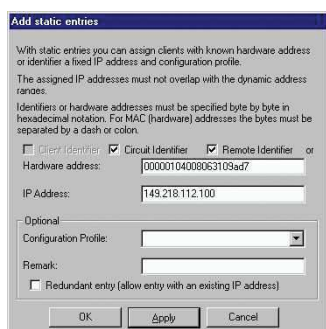 Add static entries
With static entries you can assign clients with known hardware address
or identifier a fixed IP address and configuration profile.
The assigned IP addresses must not overlap with the dynamic address
ranges.
Identifiers or hardware addresses must be specified byte by byte in
hexadecimal notation. For MAC (hardware) addresses the bytes must be
separated by a dash or colon.
Client Identifier Circuit Identifier Remote Identifier or
Hardware address: 00000104008063109ad7
IP Address: 149.218.112.100
Optional
Configuration Profile:
Remark:
Redundant entry (allow entry with an existing IP address)
OK Apply Cancel